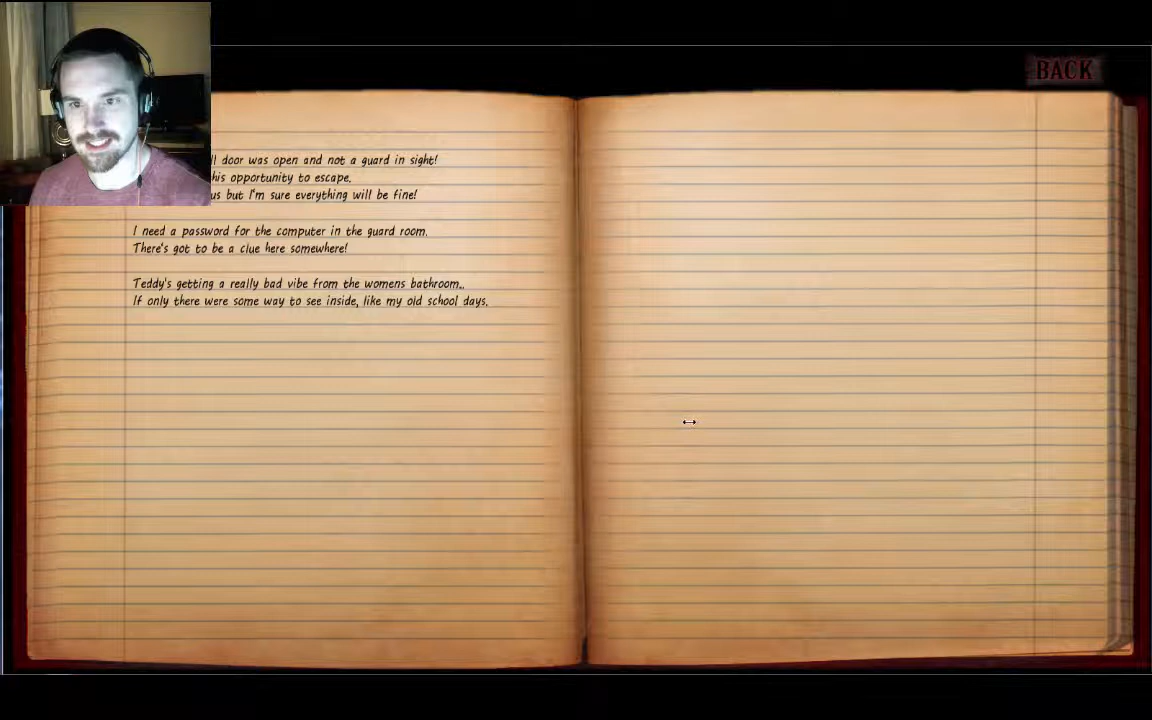 BACK
door was open and not a guard in sight!
his opportunity to escape.
us but I'm sure everything will be fine!
I need a password for the computer in the guard room.
There's got to be a clue here somewhere!
Teddy's getting a really bad vibe from the womens bathroom..
If only there were some way to see inside, like my old school days.